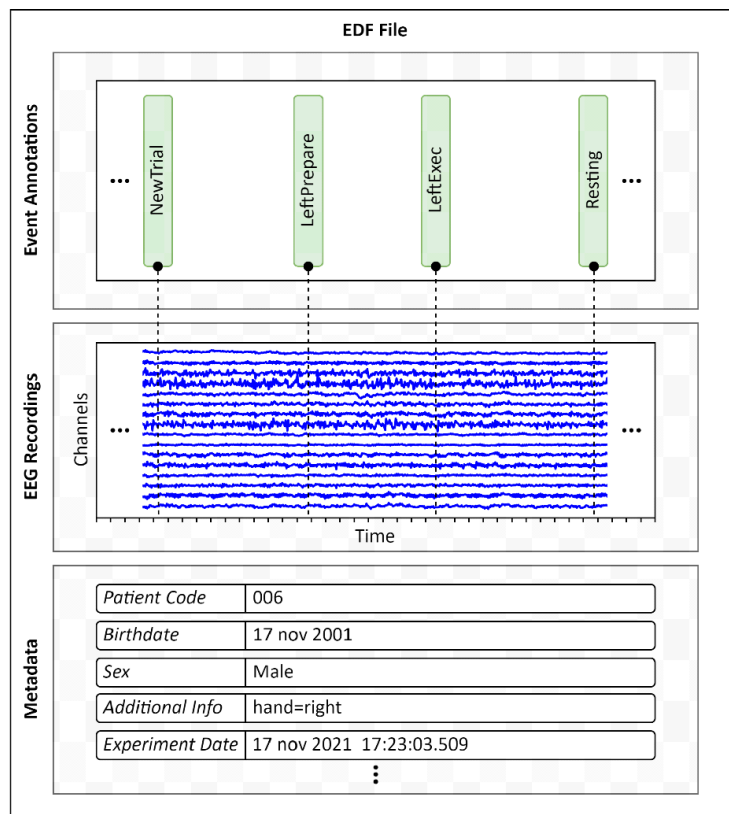 EDF File
Event Annotations
...
NewTrial
LeftPrepare
LeftExec
Resting
...
EEG Recordings
Channels
...
...
Time
Metadata
Patient Code 006
Birthdate 17 nov 2001
Sex Male
Additional Info hand=right
Experiment Date 17 nov 2021 17:23:03.509